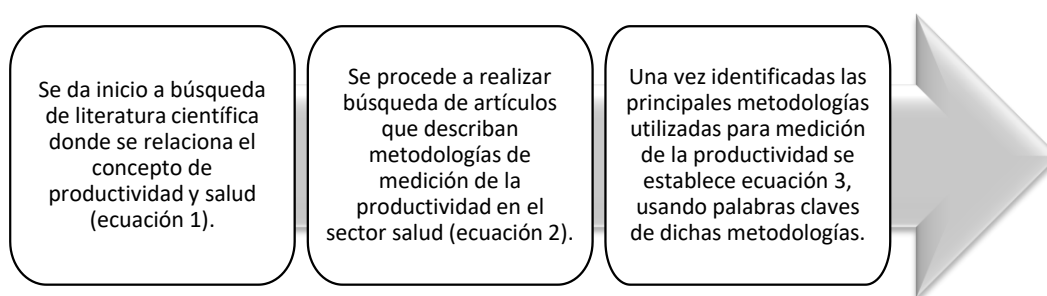 Se da inicio a búsqueda
de literatura científica
donde se relaciona el
concepto de
productividad y salud
(ecuación 1).
Se procede a realizar
búsqueda de artículos
que describan
metodologías de
medición de la
productividad en el
sector salud (ecuación 2).
Una vez identificadas las
principales metodologías
utilizadas para medición
de la productividad se
establece ecuación 3,
usando palabras claves
de dichas metodologías.